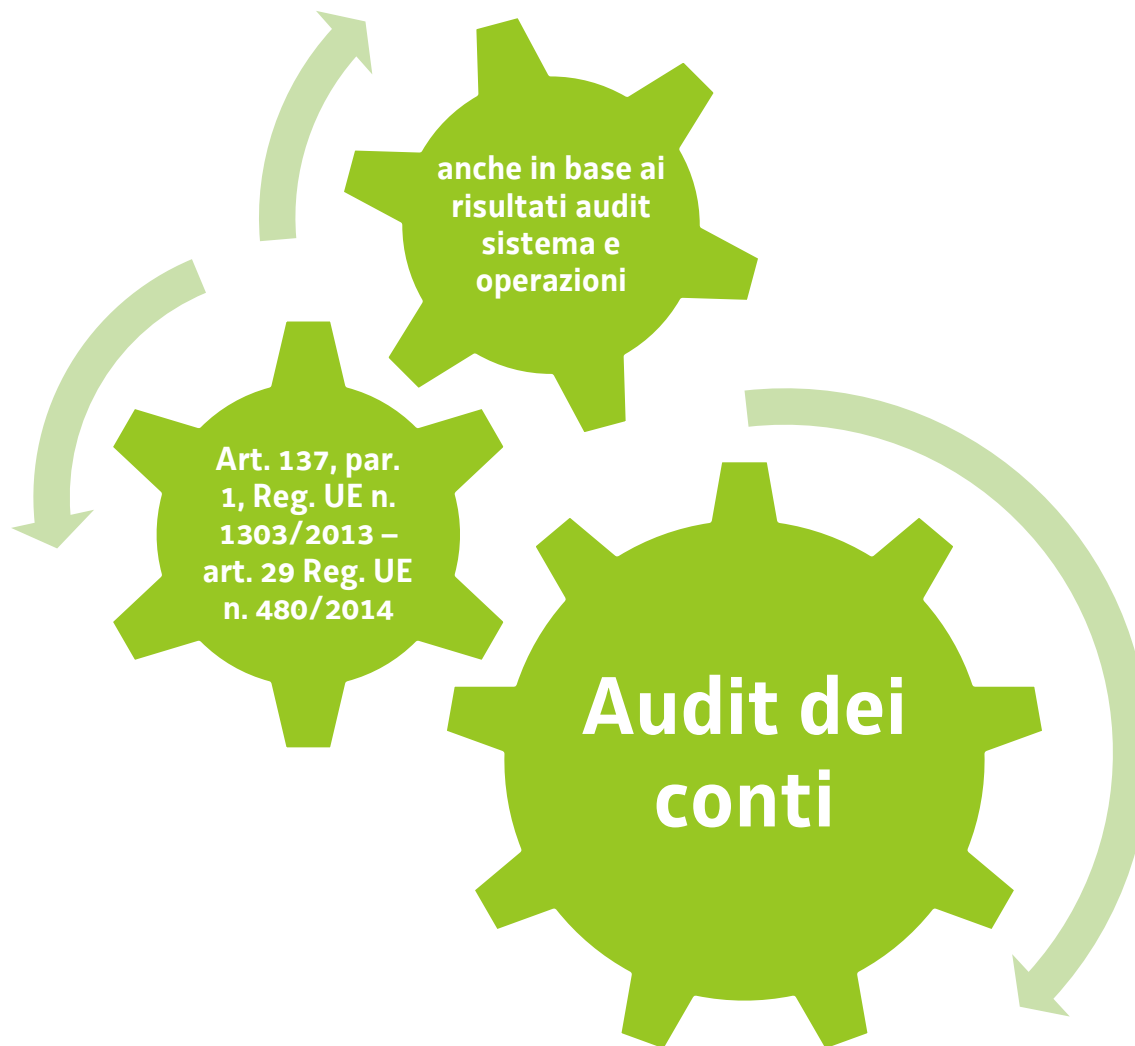 anche in base ai
risultati audit
sistema e
operazioni
Art. 137, par.
1, Reg. UE n.
1303/2013 –
art. 29 Reg. UE
n. 480/2014
Audit dei
conti